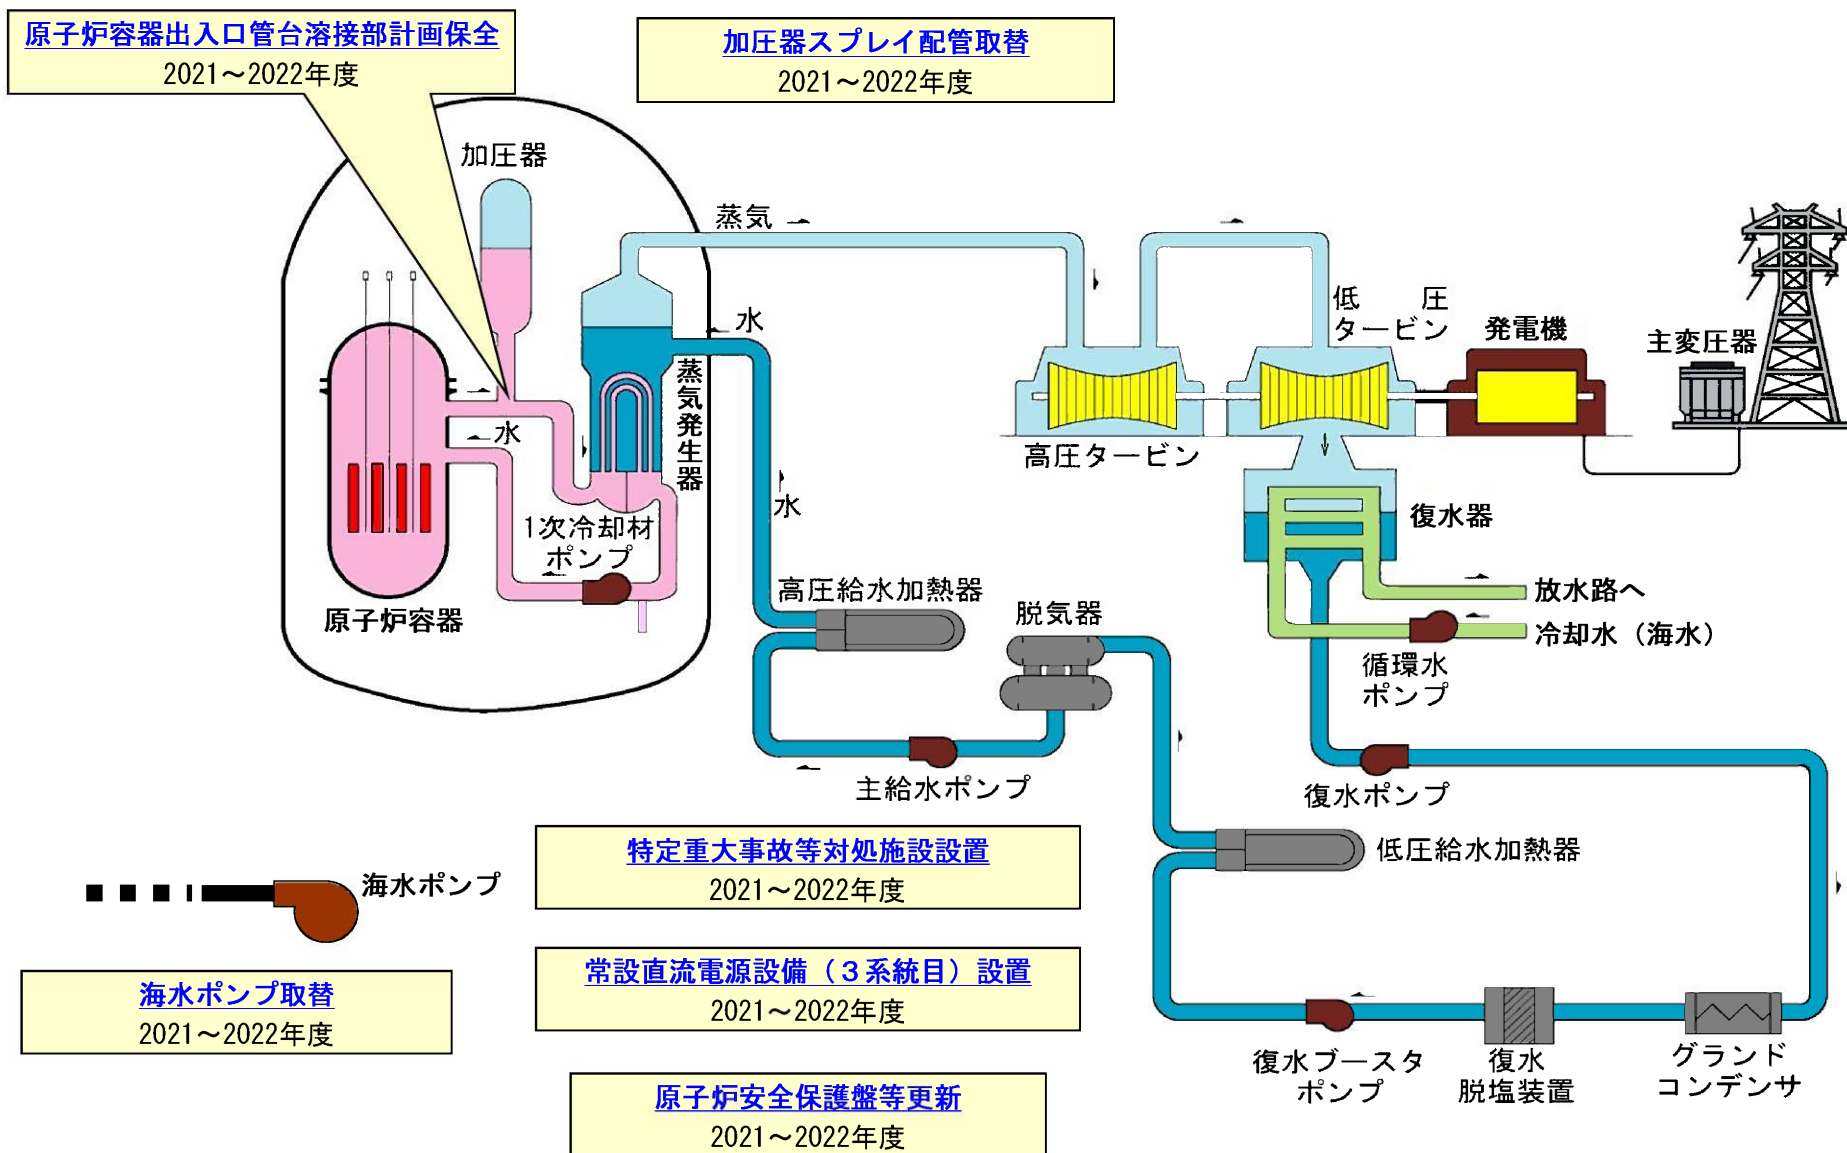 原子炉容器出入口管台溶接部計画保全
2021～2022年度
加圧器スプレイ配管取替
2021～2022年度
加圧器
蒸気
水
低圧
タービン
発電機
主変圧器
蒸気発生器
水
高圧タービン
水
復水器
1次冷却材
ポンプ
原子炉容器
高圧給水加熱器
脱気器
放水路へ
冷却水（海水）
循環水
ポンプ
主給水ポンプ
復水ポンプ
低圧給水加熱器
海水ポンプ
特定重大事故等対処施設設置
2021～2022年度
海水ポンプ取替
2021～2022年度
常設直流電源設備（３系統目）設置
2021～2022年度
復水ブースタ
ポンプ
復水
脱塩装置
グランド
コンデンサ
原子炉安全保護盤等更新
2021～2022年度